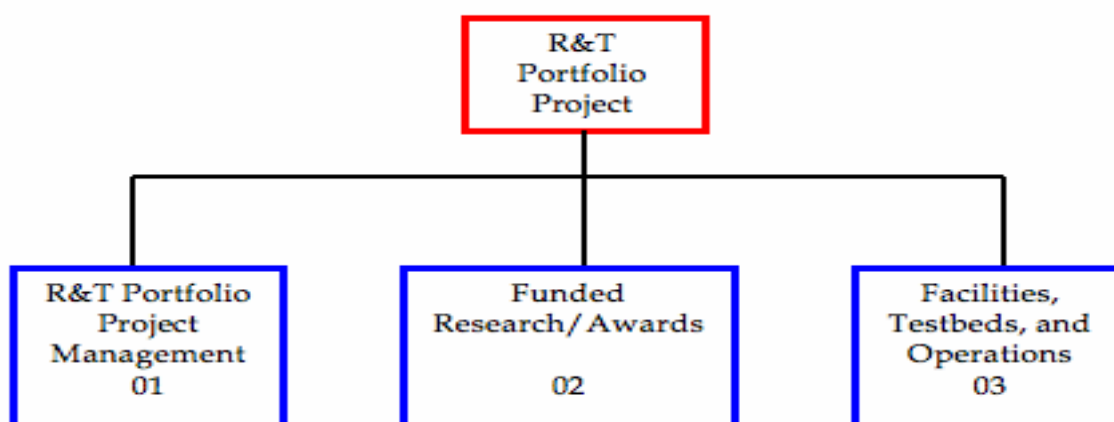 R&T
Portfolio
Project
R&T Portfolio
Project
Management
01
Funded
Research/Awards
02
Facilities,
Testbeds, and
Operations
03